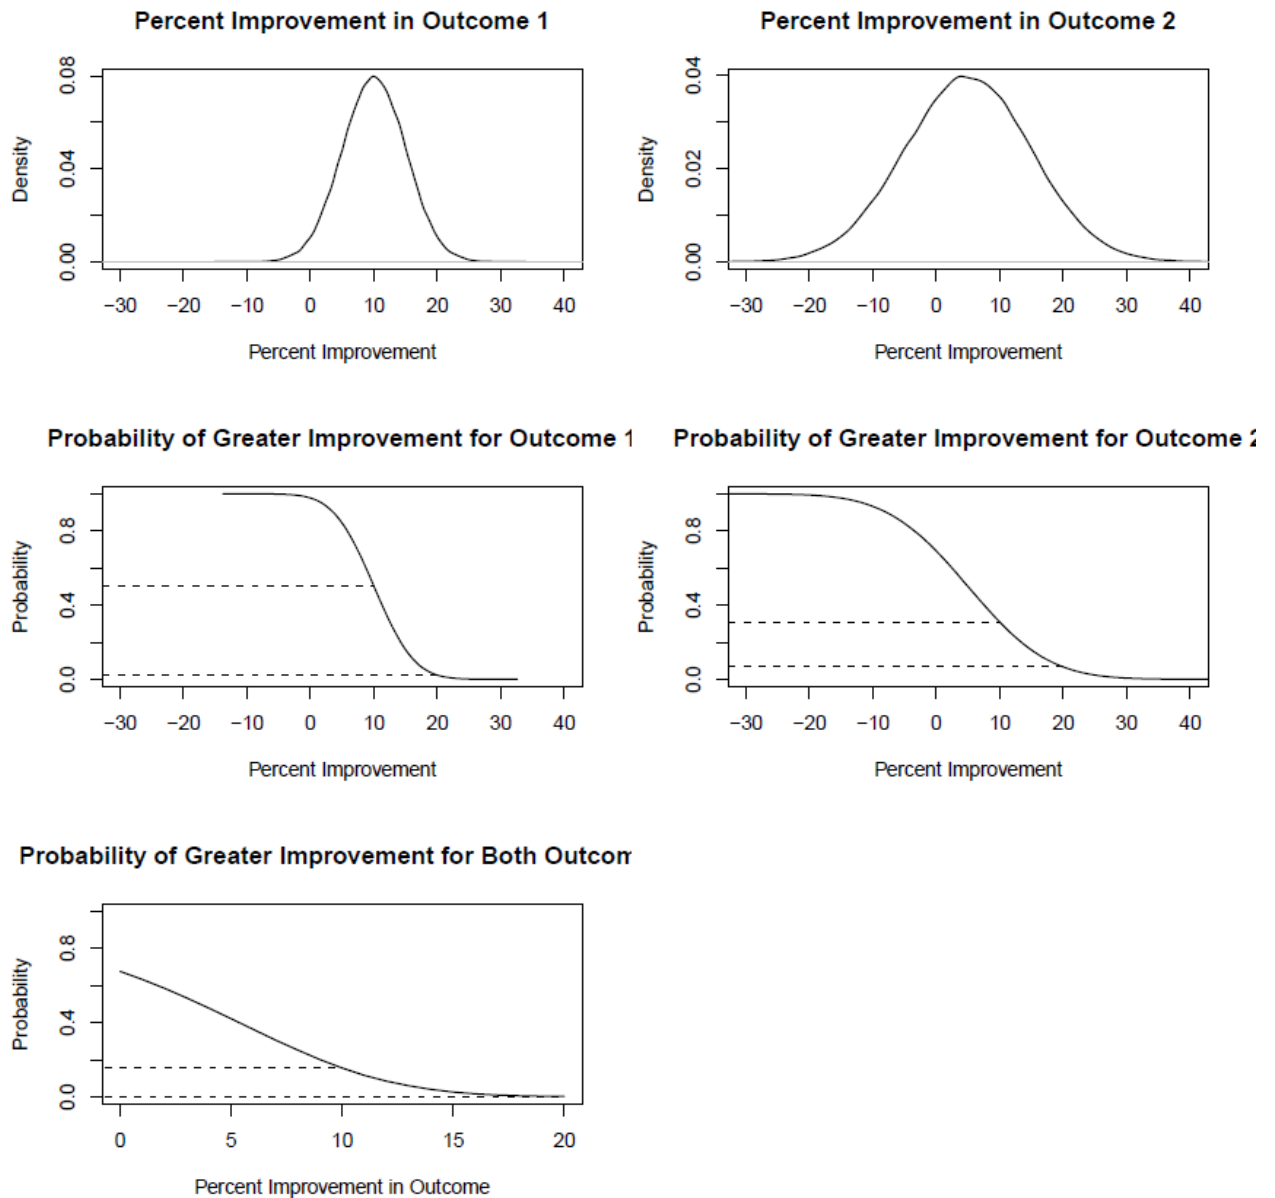 Percent Improvement in Outcome 1
Density
0.00 0.04 0.08
−30 −20 −10 0 10 20 30 40
Percent Improvement
Percent Improvement in Outcome 2
Density
0.00 0.02 0.04
−30 −20 −10 0 10 20 30 40
Percent Improvement
Probability of Greater Improvement for Outcome 1
Probability
0.0 0.4 0.8
−30 −20 −10 0 10 20 30 40
Percent Improvement
Probability of Greater Improvement for Outcome 2
Probability
0.0 0.4 0.8
−30 −20 −10 0 10 20 30 40
Percent Improvement
Probability of Greater Improvement for Both Outcom
Probability
0.0 0.4 0.8
0 5 10 15 20
Percent Improvement in Outcome